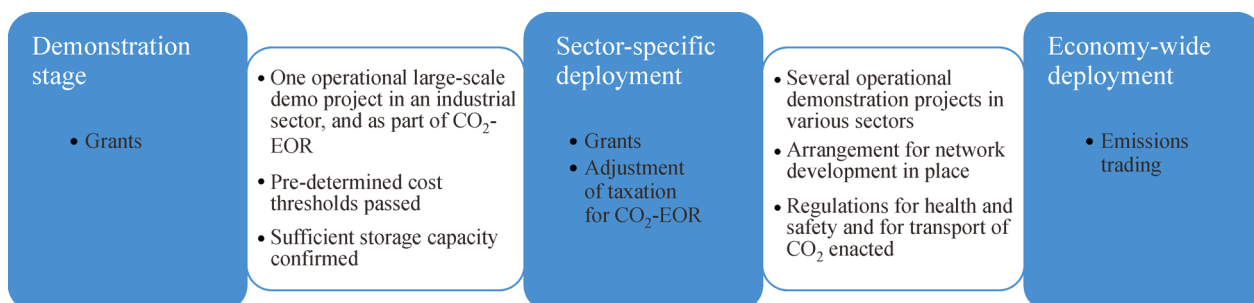 Demonstration
stage
• Grants
• One operational large-scale
demo project in an industrial
sector, and as part of CO₂-
EOR
• Pre-determined cost
thresholds passed
• Sufficient storage capacity
confirmed
Sector-specific
deployment
• Grants
• Adjustment
of taxation
for CO₂-EOR
• Several operational
demonstration projects in
various sectors
• Arrangement for network
development in place
• Regulations for health and
safety and for transport of
CO₂ enacted
Economy-wide
deployment
• Emissions
trading